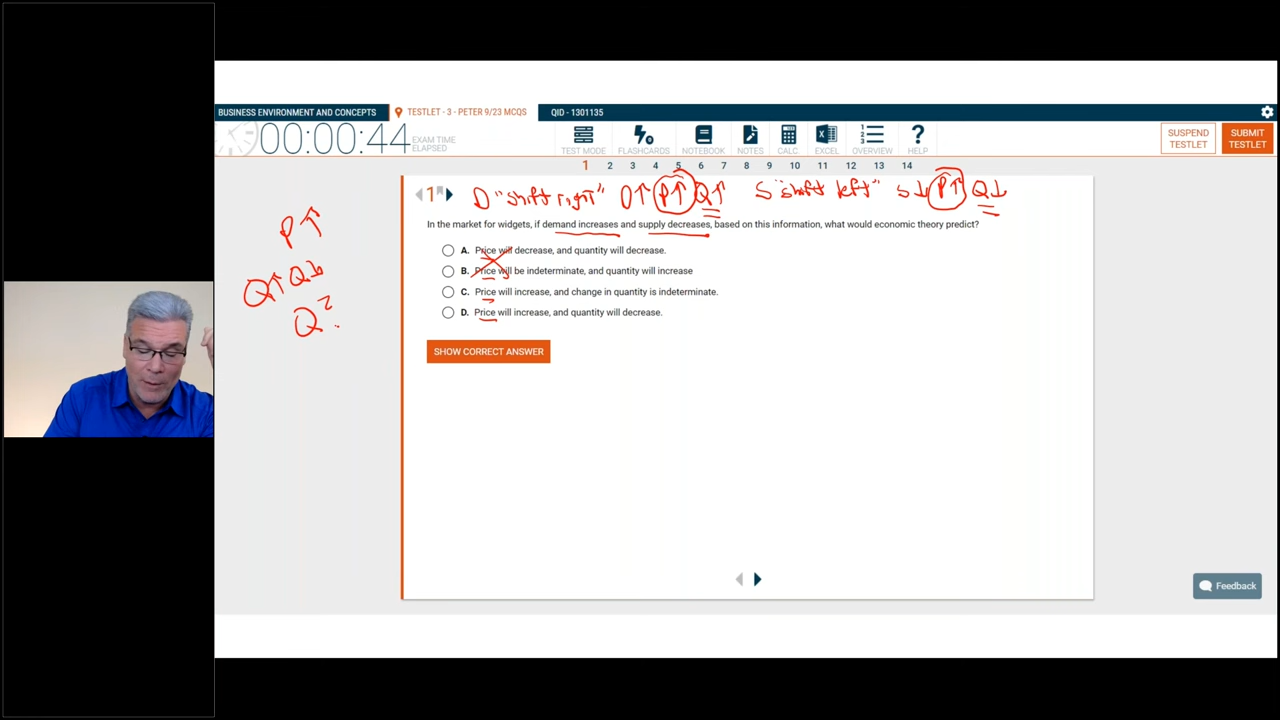 BUSINESS ENVIRONMENT AND CONCEPTS
TESTLET - 3 - PETER 9/23 MCQS
QID - 1301135
00:00:44
EXAM TIME
ELAPSED
TEST MODE
FLASHCARDS
NOTEBOOK
NOTES
CALC.
EXCEL
OVERVIEW
HELP
SUSPEND
TESTLET
SUBMIT
TESTLET
1 2 3 4 5 6 7 8 9 10 11 12 13 14
1
D "shift right" D↑ P↑ Q↑ S "shift left" S↓ P↑ Q↓
In the market for widgets, if demand increases and supply decreases, based on this information, what would economic theory predict?
A. Price will decrease, and quantity will decrease.
B. Price will be indeterminate, and quantity will increase
C. Price will increase, and change in quantity is indeterminate.
D. Price will increase, and quantity will decrease.
SHOW CORRECT ANSWER
P↑
Q↑ Q↓
Q?
Feedback